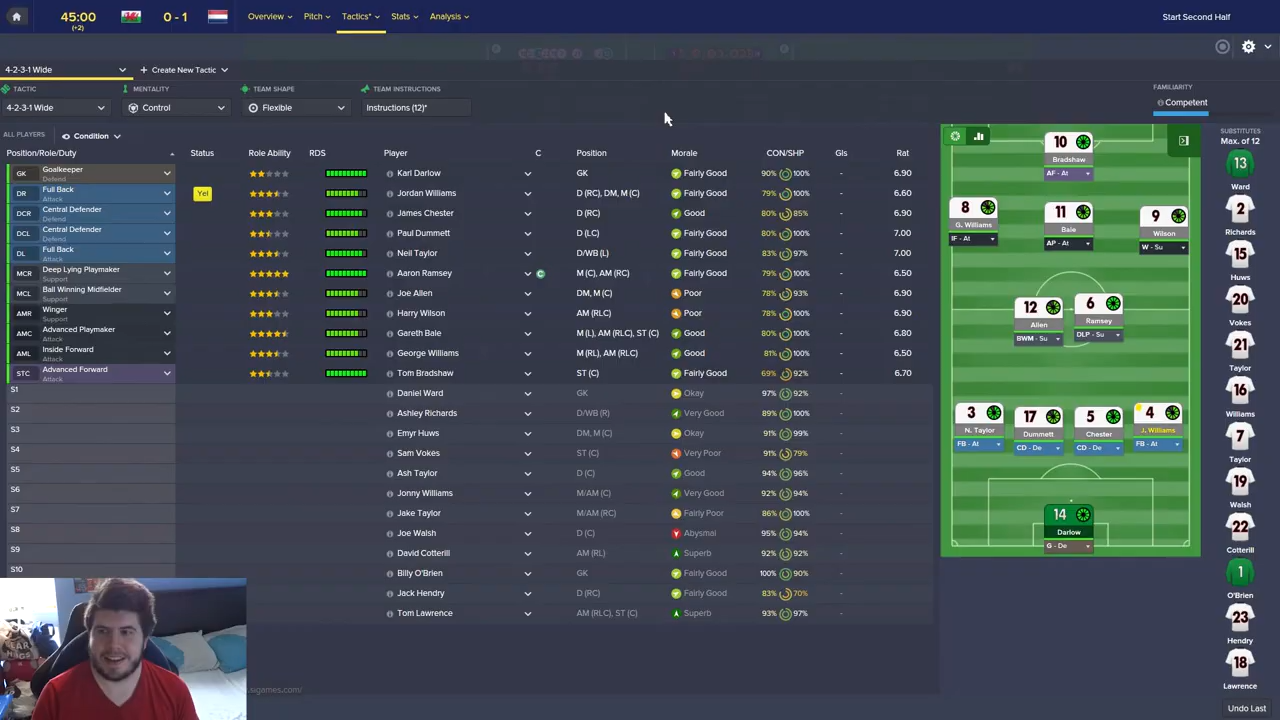 45:00 0 - 1 Overview Pitch Tactics* Stats Analysis Start Second Half
(+2)
4-2-3-1 Wide + Create New Tactic
TACTIC MENTALITY TEAM SHAPE TEAM INSTRUCTIONS FAMILIARITY
4-2-3-1 Wide Control Flexible Instructions (12)* Competent
ALL PLAYERS Condition
Position/Role/Duty Status Role Ability RDS Player C Position Morale CON/SHP Gls Rat
GK Goalkeeper Defend Karl Darlow GK Fairly Good 90% 100% - 6.90
DR Full Back Attack Yel Jordan Williams D (RC), DM, M (C) Fairly Good 79% 100% - 6.60
DCR Central Defender Defend James Chester D (RC) Good 80% 85% - 6.90
DCL Central Defender Defend Paul Dummett D (LC) Fairly Good 80% 100% - 7.00
DL Full Back Attack Neil Taylor D/WB (L) Fairly Good 83% 97% - 7.00
MCR Deep Lying Playmaker Support Aaron Ramsey C M (C), AM (RC) Fairly Good 79% 100% - 6.50
MCL Ball Winning Midfielder Support Joe Allen DM, M (C) Poor 78% 93% - 6.90
AMR Winger Support Harry Wilson AM (RLC) Poor 78% 100% - 6.90
AMC Advanced Playmaker Attack Gareth Bale M (L), AM (RLC), ST (C) Good 80% 100% - 6.80
AML Inside Forward Attack George Williams M (RL), AM (RLC) Good 81% 100% - 6.50
STC Advanced Forward Attack Tom Bradshaw ST (C) Fairly Good 69% 92% - 6.70
S1 Daniel Ward GK Okay 97% 92% -
S2 Ashley Richards D/WB (R) Very Good 89% 100% -
S3 Emyr Huws DM, M (C) Okay 91% 99% -
S4 Sam Vokes ST (C) Very Poor 91% 79% -
S5 Ash Taylor D (C) Good 94% 96% -
S6 Jonny Williams M/AM (C) Very Good 92% 94% -
S7 Jake Taylor M/AM (RC) Fairly Poor 86% 100% -
S8 Joe Walsh D (C) Abysmal 95% 94% -
S9 David Cotterill AM (RL) Superb 92% 92% -
S10 Billy O'Brien GK Fairly Good 100% 90% -
Jack Hendry D (RC) Fairly Good 83% 70% -
Tom Lawrence AM (RLC), ST (C) Superb 93% 97% -
.sigames.com/
10
Bradshaw
AF - At
8 11 9
G. Williams Bale Wilson
IF - At AP - At W - Su
12 6
Allen Ramsey
BWM - Su DLP - Su
3 17 5 4
N. Taylor Dummett Chester J. Williams
FB - At CD - De CD - De FB - At
14
Darlow
G - De
SUBSTITUTES
Max. of 12
13
Ward
2
Richards
15
Huws
20
Vokes
21
Taylor
16
Williams
7
Taylor
19
Walsh
22
Cotterill
1
O'Brien
23
Hendry
18
Lawrence
Undo Last